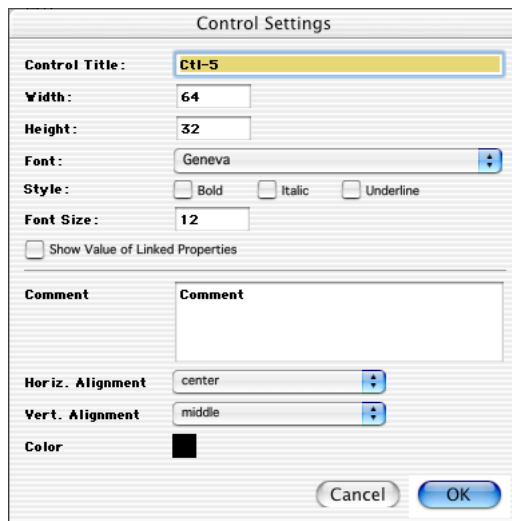 Control Settings
Control Title: Ctl-5
Width: 64
Height: 32
Font: Geneva
Style: Bold Italic Underline
Font Size: 12
Show Value of Linked Properties
Comment Comment
Horiz. Alignment center
Vert. Alignment middle
Color
Cancel OK